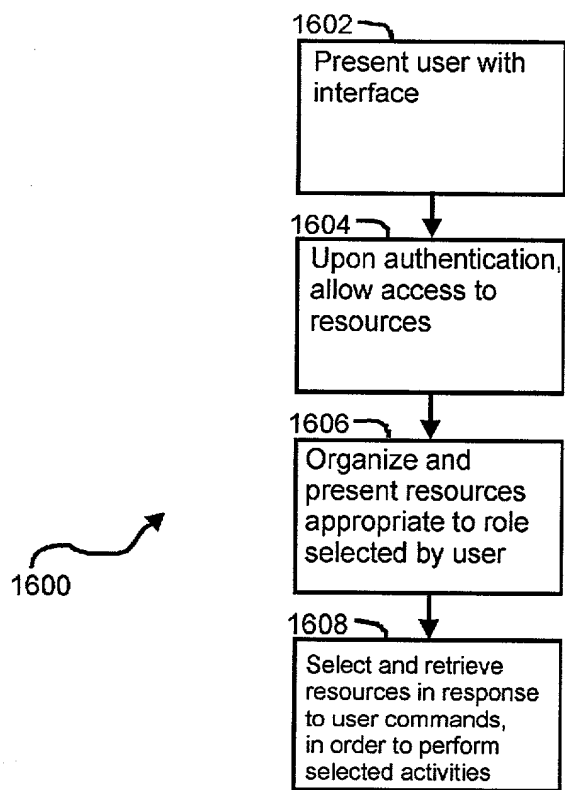 1602
Present user with
interface
1604
Upon authentication,
allow access to
resources
1606
Organize and
present resources
appropriate to role
selected by user
1600
1608
Select and retrieve
resources in response
to user commands,
in order to perform
selected activities